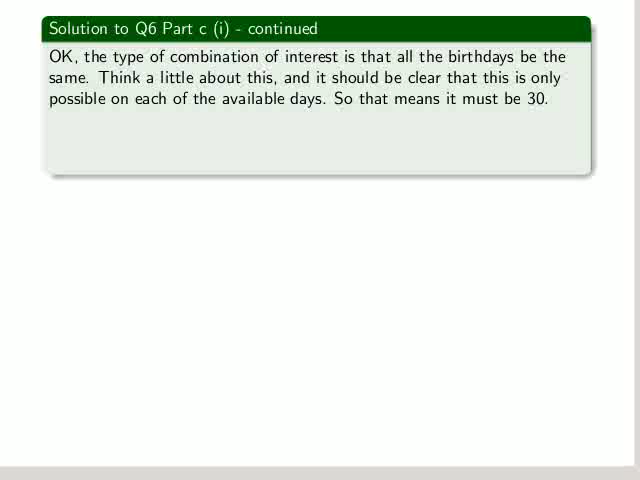 Solution to Q6 Part c (i) - continued
OK, the type of combination of interest is that all the birthdays be the
same. Think a little about this, and it should be clear that this is only
possible on each of the available days. So that means it must be 30.